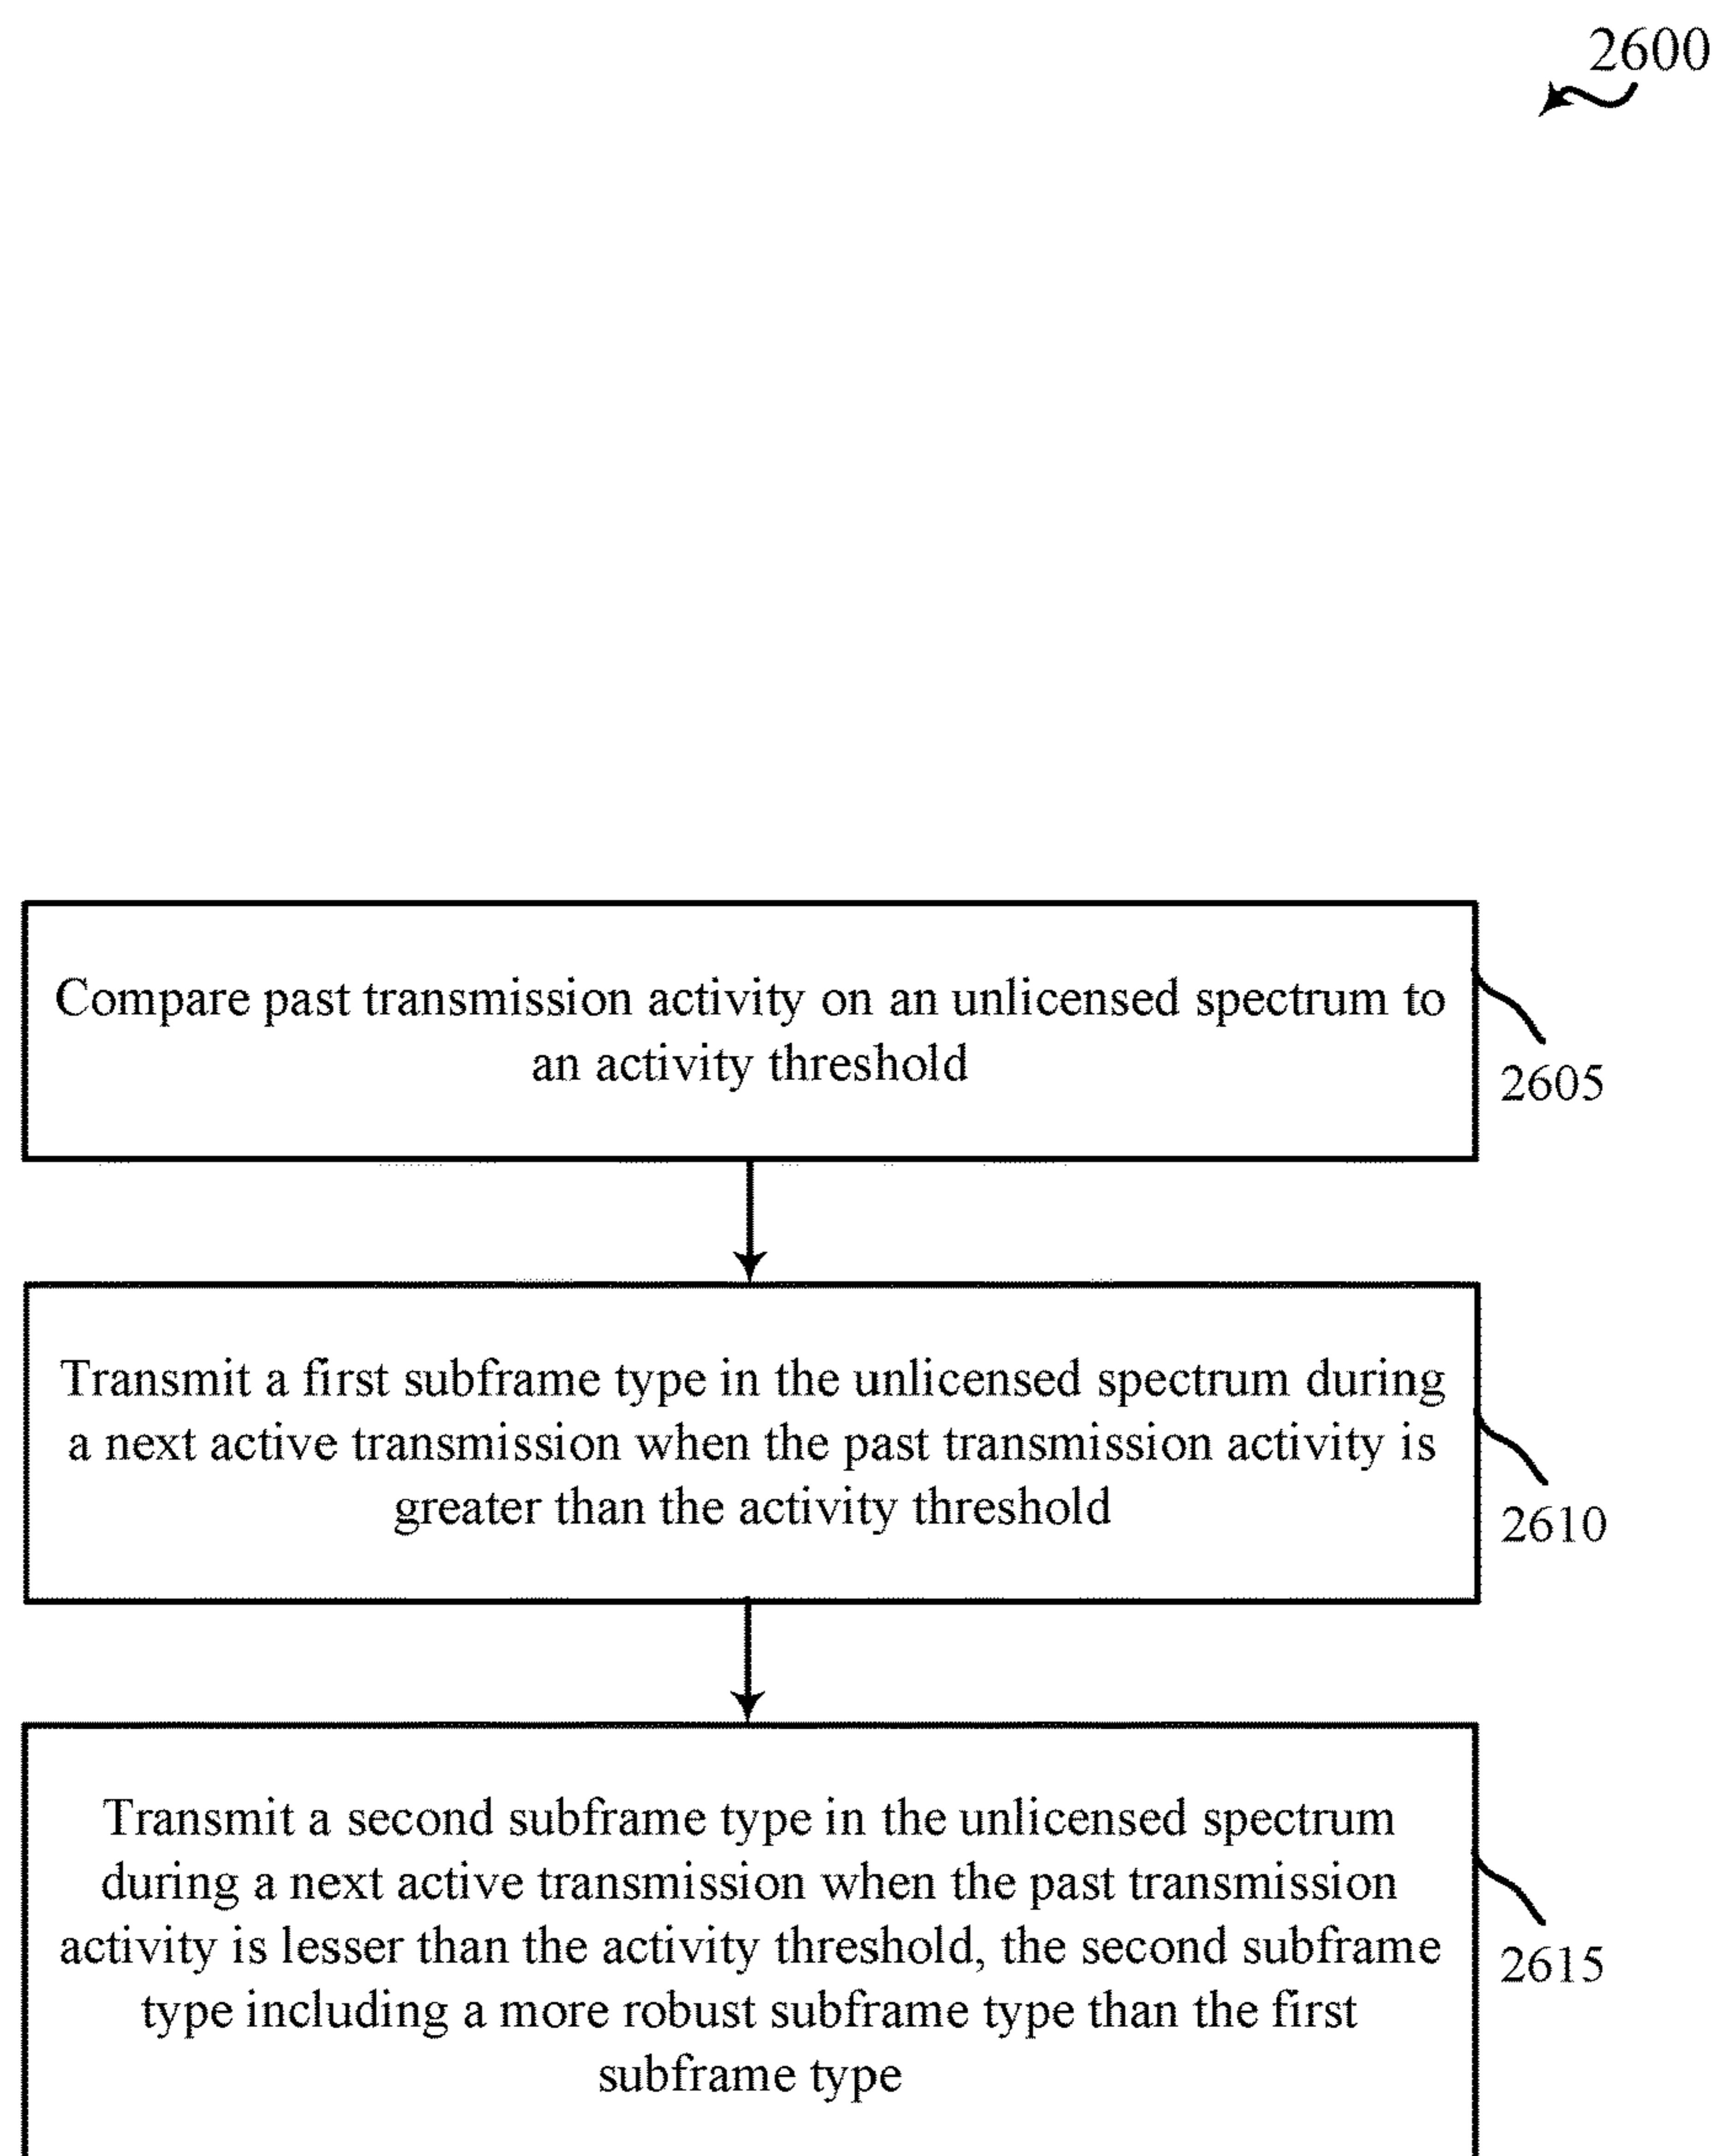 2600
Compare past transmission activity on an unlicensed spectrum to
an activity threshold
2605
Transmit a first subframe type in the unlicensed spectrum during
a next active transmission when the past transmission activity is
greater than the activity threshold
2610
Transmit a second subframe type in the unlicensed spectrum
during a next active transmission when the past transmission
activity is lesser than the activity threshold, the second subframe
type including a more robust subframe type than the first
subframe type
2615